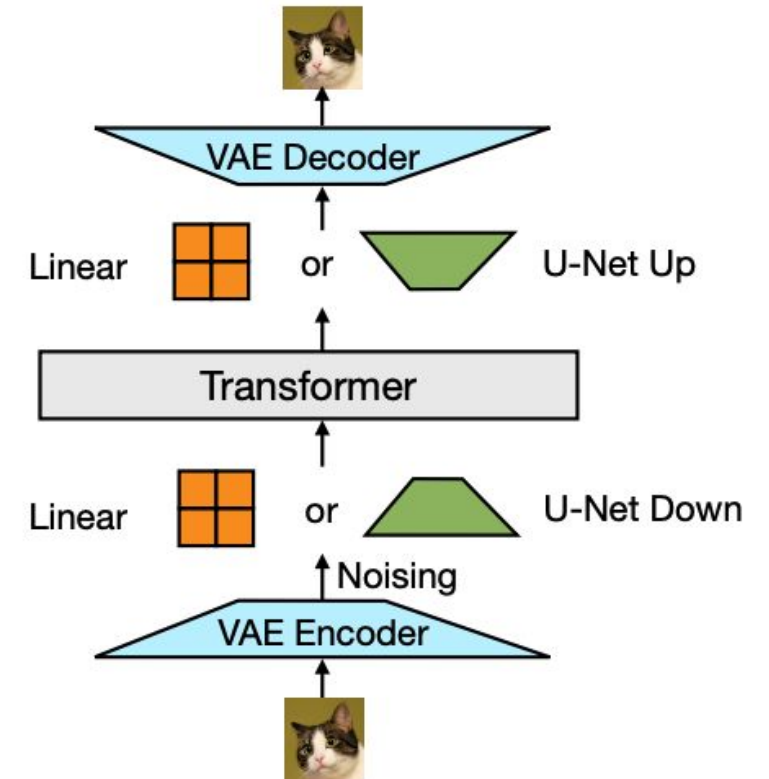 VAE Decoder
Linear or U-Net Up
Transformer
Linear or U-Net Down
Noising
VAE Encoder